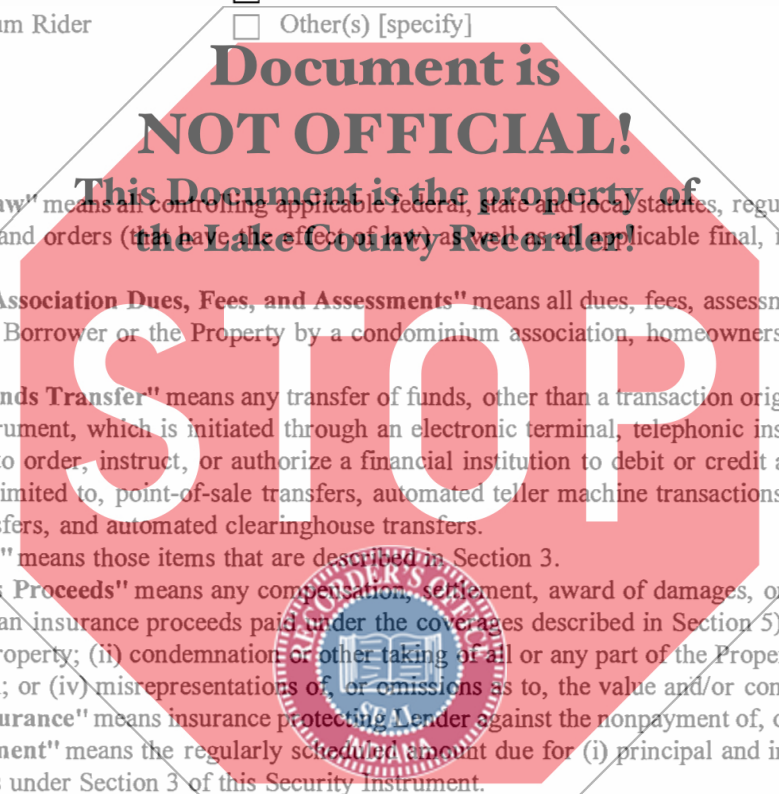 um Rider
Other(s) [specify]
Document is
NOT OFFICIAL!
This Document is the property of
the Lake County Recorder!
aw" means all controlling applicable federal, state and local statutes, regu
and orders (that have the effect of law) as well as all applicable final,
Association Dues, Fees, and Assessments" means all dues, fees, assessm
Borrower or the Property by a condominium association, homeowners
nds Transfer" means any transfer of funds, other than a transaction orig
rument, which is initiated through an electronic terminal, telephonic ins
to order, instruct, or authorize a financial institution to debit or credit a
imited to, point-of-sale transfers, automated teller machine transactions
sfers, and automated clearinghouse transfers.
" means those items that are described in Section 3.
s Proceeds" means any compensation, settlement, award of damages, or
an insurance proceeds paid under the coverages described in Section 5)
roperty; (ii) condemnation or other taking of all or any part of the Prope
; or (iv) misrepresentations of, or omissions as to, the value and/or con
urance" means insurance protecting Lender against the nonpayment of, o
ment" means the regularly scheduled amount due for (i) principal and in
s under Section 3 of this Security Instrument.
STOP
RECORDER'S OFFICE
SEAL
INDIANA